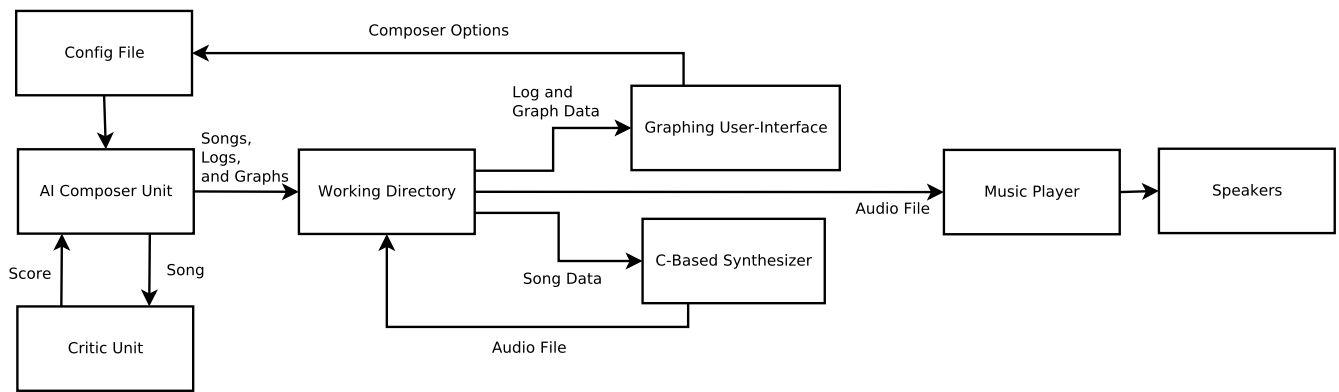 Composer Options
Config File
Log and
Graph Data
Graphing User-Interface
Songs,
Logs,
and Graphs
AI Composer Unit
Working Directory
Music Player
Speakers
Audio File
C-Based Synthesizer
Score
Song
Song Data
Critic Unit
Audio File